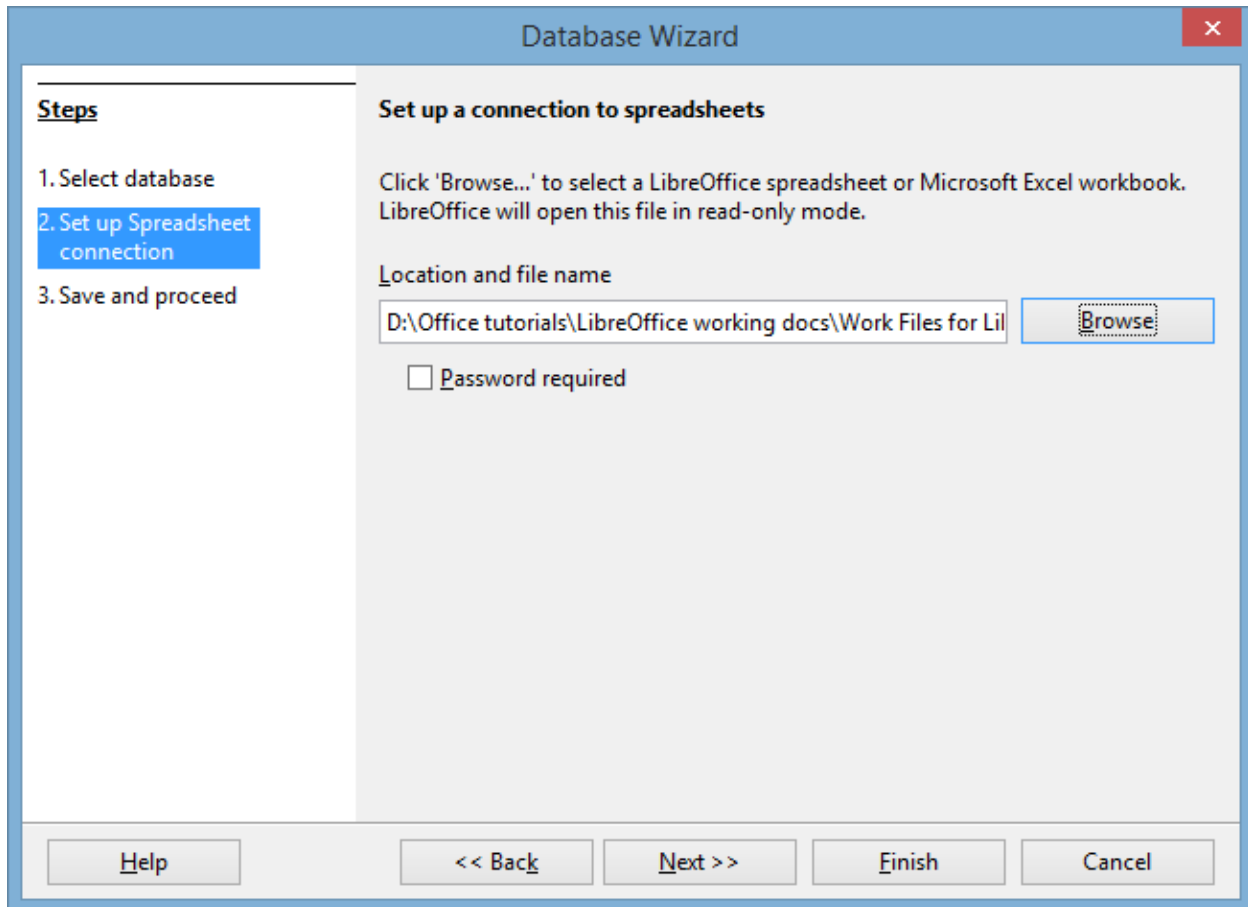 Database Wizard
Steps
1. Select database
2. Set up Spreadsheet
connection
3. Save and proceed
Set up a connection to spreadsheets
Click 'Browse...' to select a LibreOffice spreadsheet or Microsoft Excel workbook.
LibreOffice will open this file in read-only mode.
Location and file name
D:\Office tutorials\LibreOffice working docs\Work Files for Lil
Browse
Password required
Help
<< Back
Next >>
Finish
Cancel